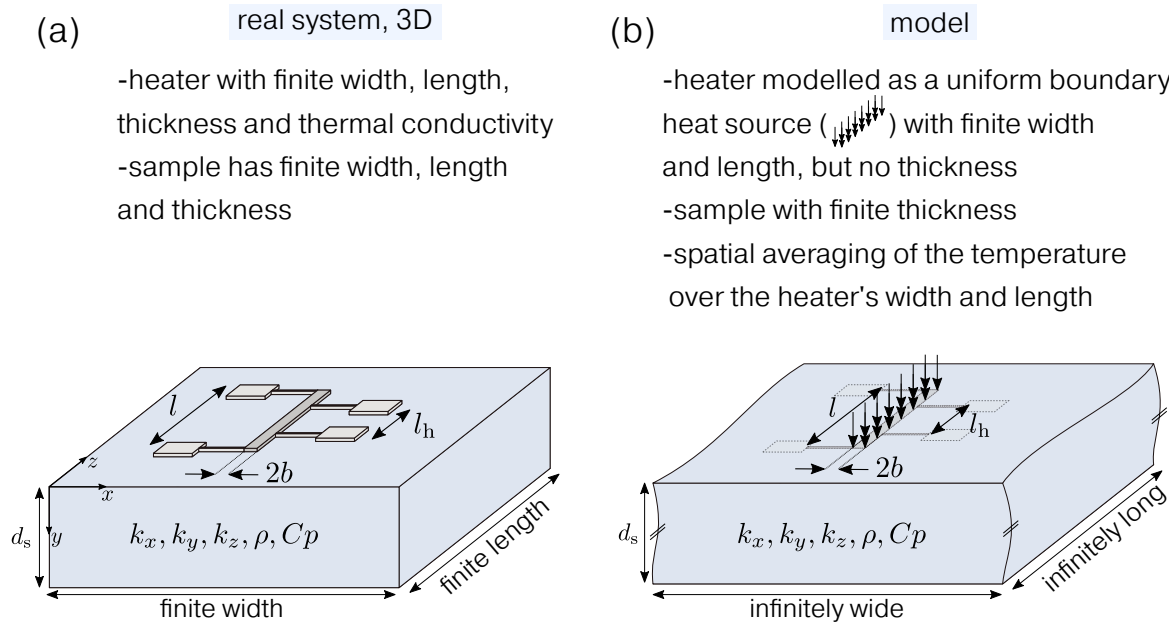 (a)
real system, 3D
-heater with finite width, length,
thickness and thermal conductivity
-sample has finite width, length
and thickness
l
l_h
2b
z
x
y
d_s
k_x, k_y, k_z, ρ, Cp
finite width
finite length
(b)
model
-heater modelled as a uniform boundary
heat source ( ) with finite width
and length, but no thickness
-sample with finite thickness
-spatial averaging of the temperature
over the heater's width and length
l
l_h
2b
d_s
k_x, k_y, k_z, ρ, Cp
infinitely wide
infinitely long